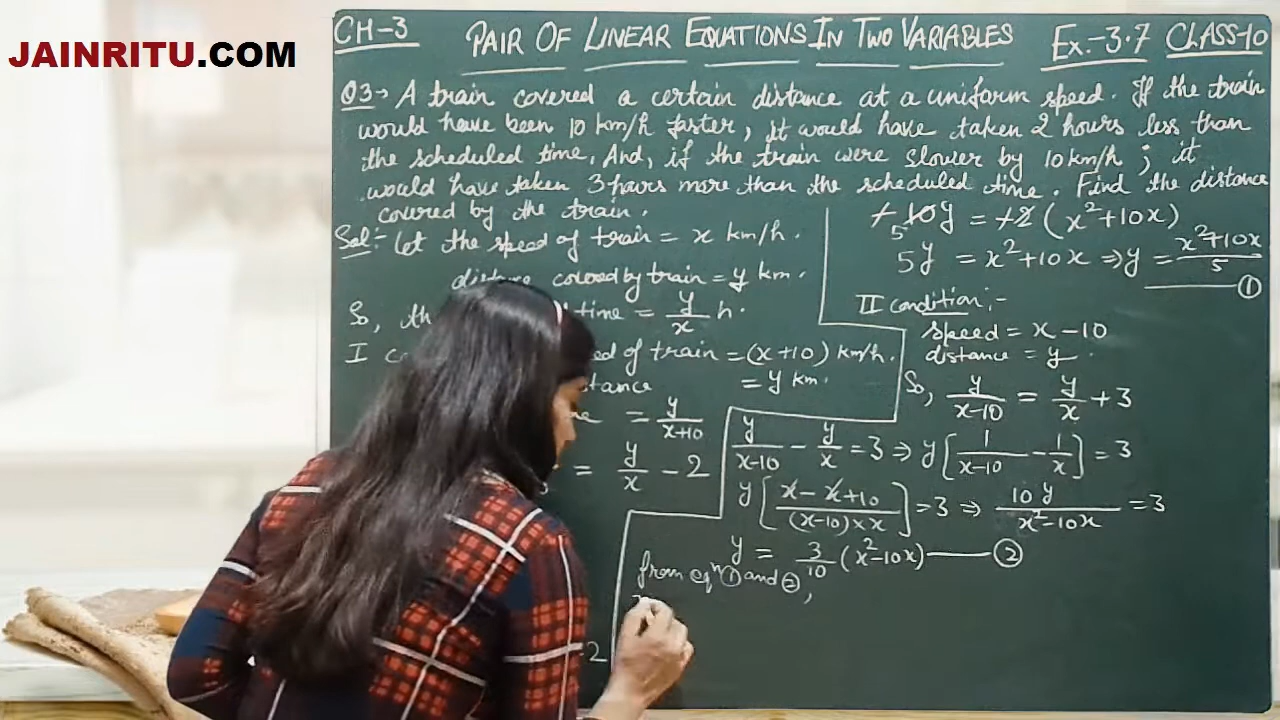 JAINRITU.COM
CH-3 PAIR OF LINEAR EQUATIONS IN TWO VARIABLES Ex.-3.7 CLASS-10
Q3→ A train covered a certain distance at a uniform speed. If the train
would have been 10 km/h faster, it would have taken 2 hours less than
the scheduled time. And, if the train were slower by 10 km/h ; it
would have taken 3 hours more than the scheduled time. Find the distance
covered by the train.
Sol:- let the speed of train = x km/h.
distance covered by train = y km.
So, time = y/x h.
I of train = (x+10) km/h.
= y km.
= y/(x+10)
= y/x - 2
-2
+10y = +2 (x²+10x)
5
5y = x²+10x ⇒ y = (x²+10x)/5
①
II condition:-
speed = x-10
distance = y.
So, y/(x-10) = y/x + 3
y/(x-10) - y/x = 3 ⇒ y[1/(x-10) - 1/x] = 3
y[(x-x+10)/((x-10)×x)] = 3 ⇒ 10y/(x²-10x) = 3
y = 3/10 (x²-10x) ②
from eqⁿ ① and ②,